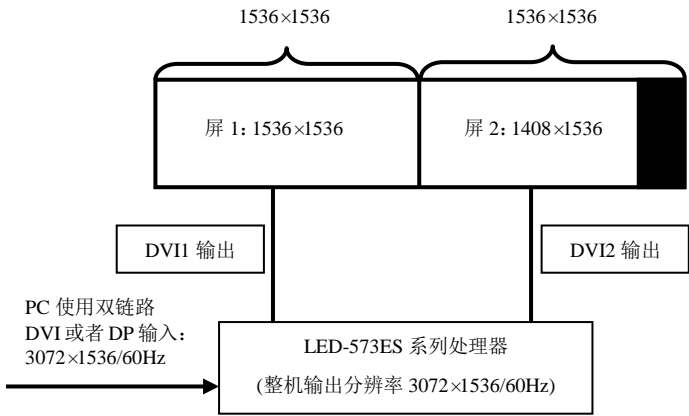 1536×1536
1536×1536
屏 1: 1536×1536
屏 2: 1408×1536
DVI1 输出
DVI2 输出
PC 使用双链路
DVI 或者 DP 输入:
3072×1536/60Hz
LED-573ES 系列处理器
(整机输出分辨率 3072×1536/60Hz)